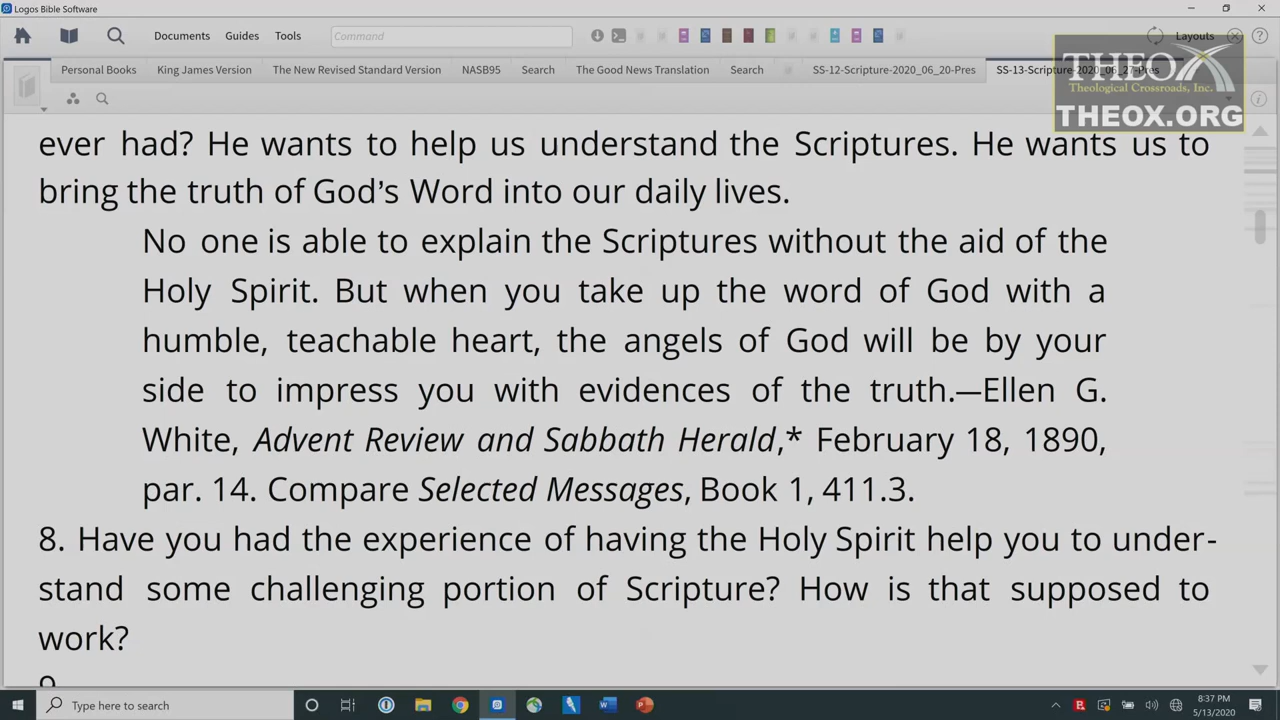 Logos Bible Software
Documents Guides Tools Command Layouts
Personal Books King James Version The New Revised Sta NASB95 Search The Good News Translation Search SS-12-Scripture-2020_06_20-Pres SS-13-Scripture-2020_06_27-Pres
THEOX
Theological Crossroads, Inc.
THEOX.ORG
ever had? He wants to help us understand the Scriptures. He wants us to
bring the truth of God's Word into our daily lives.
No one is able to explain the Scriptures without the aid of the
Holy Spirit. But when you take up the word of God with a
humble, teachable heart, the angels of God will be by your
side to impress you with evidences of the truth.—Ellen G.
White, Advent Review and Sabbath Herald,* February 18, 1890,
par. 14. Compare Selected Messages, Book 1, 411.3.
8. Have you had the experience of having the Holy Spirit help you to under-
stand some challenging portion of Scripture? How is that supposed to
work?
Type here to search
8:37 PM
5/13/2020